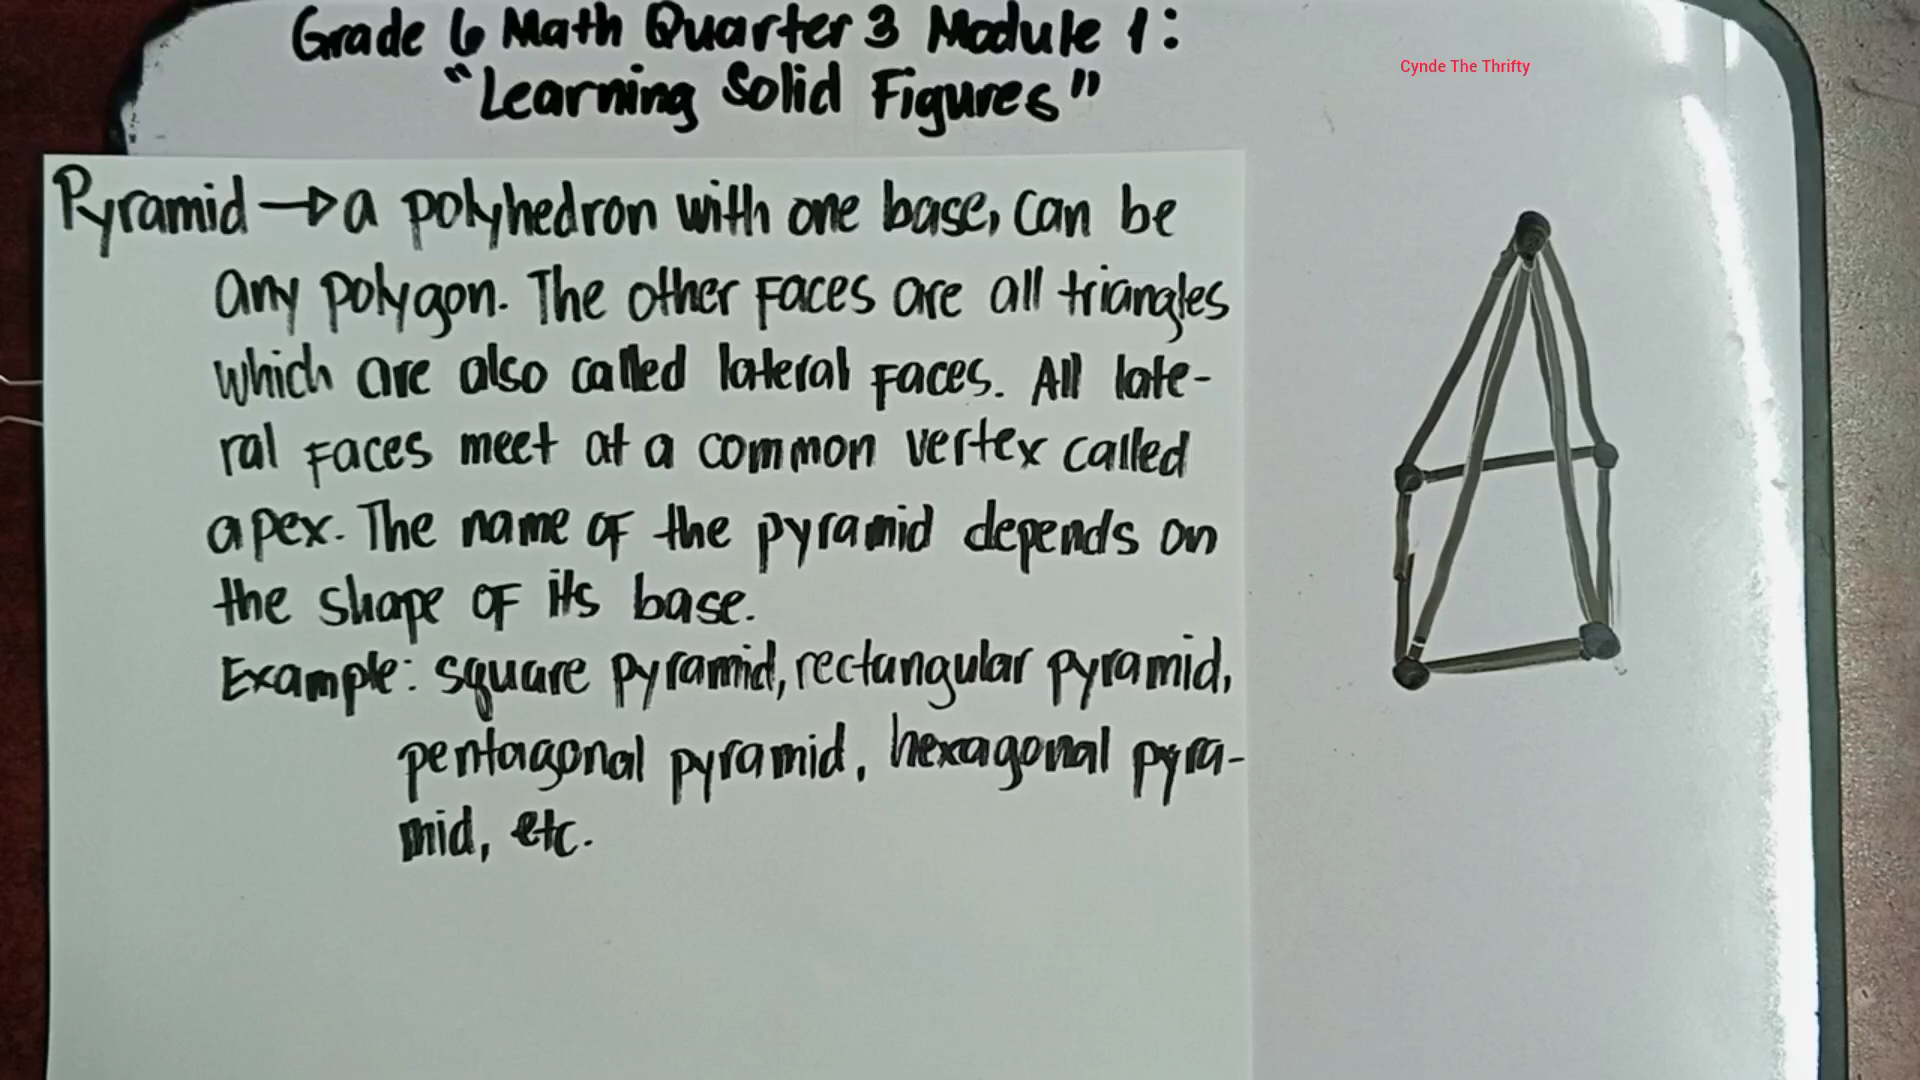 Grade 6 Math Quarter 3 Module 1:
"Learning Solid Figures"
Cynde The Thrifty
Pyramid → a polyhedron with one base, can be
any polygon. The other Faces are all triangles
which are also called lateral Faces. All late-
ral Faces meet at a common vertex called
apex. The name of the pyramid depends on
the shape of its base.
Example: square pyramid, rectangular pyramid,
pentagonal pyramid, hexagonal pyra-
mid, etc.